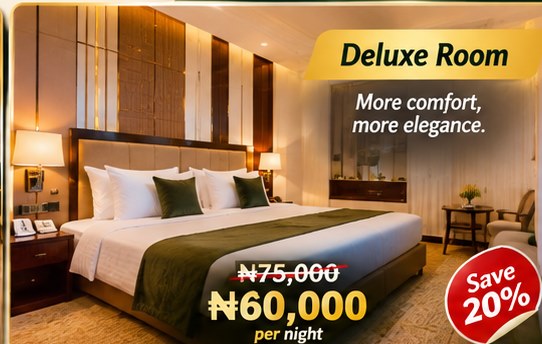 Deluxe Room
More comfort,
more elegance.
₦75,000
₦60,000
per night
Save
20%